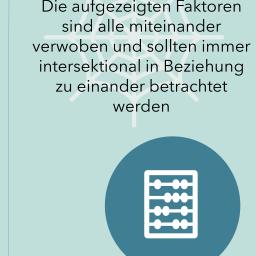 Die aufgezeigten Faktoren
sind alle miteinander
verwoben und sollten immer
intersektional in Beziehung
zu einander betrachtet
werden